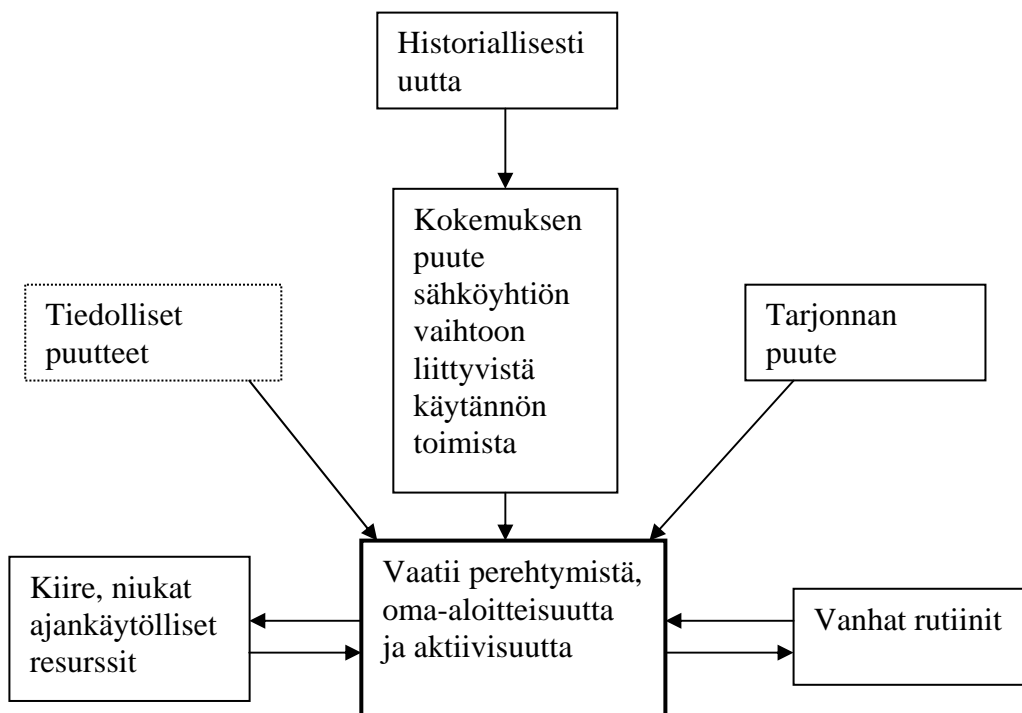 Historiallisesti
uutta
Kokemuksen
puute
sähköyhtiön
vaihtoon
liittyvistä
käytännön
toimista
Tiedolliset
puutteet
Tarjonnan
puute
Kiire, niukat
ajankäytölliset
resurssit
Vaatii perehtymistä,
oma-aloitteisuutta
ja aktiivisuutta
Vanhat rutiinit